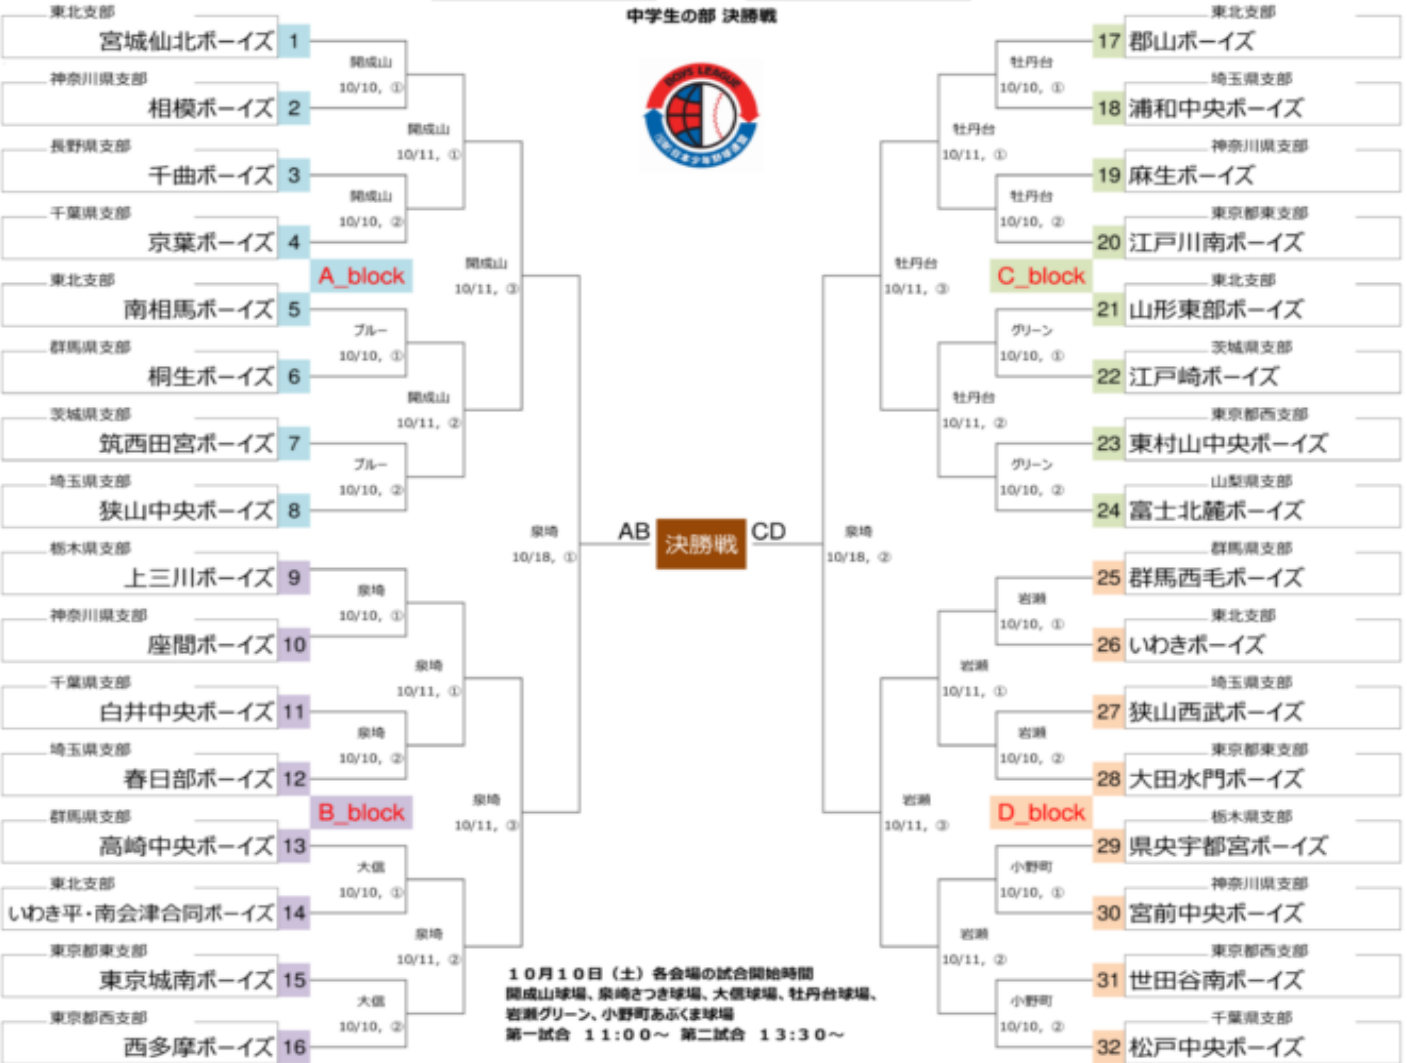 中学生の部 決勝戦
BOYS LEAGUE
東北支部
宮城仙北ボーイズ 1
神奈川県支部
相模ボーイズ 2
長野県支部
千曲ボーイズ 3
千葉県支部
京葉ボーイズ 4
東北支部
南相馬ボーイズ 5
群馬県支部
桐生ボーイズ 6
茨城県支部
筑西田宮ボーイズ 7
埼玉県支部
狭山中央ボーイズ 8
栃木県支部
上三川ボーイズ 9
神奈川県支部
座間ボーイズ 10
千葉県支部
白井中央ボーイズ 11
埼玉県支部
春日部ボーイズ 12
群馬県支部
高崎中央ボーイズ 13
東北支部
いわき平・南会津合同ボーイズ 14
東京都東支部
東京城南ボーイズ 15
東京都西支部
西多摩ボーイズ 16
開成山
10/10, ①
開成山
10/10, ②
A_block
ブルー
10/10, ①
ブルー
10/10, ②
泉埼
10/10, ①
泉埼
10/10, ②
B_block
大信
10/10, ①
大信
10/10, ②
開成山
10/11, ①
開成山
10/11, ②
泉埼
10/11, ①
泉埼
10/11, ②
開成山
10/11, ③
泉埼
10/11, ③
泉埼
10/18, ①
AB 決勝戦 CD
泉埼
10/18, ②
牡丹台
10/11, ③
岩瀬
10/11, ③
牡丹台
10/11, ①
牡丹台
10/11, ②
岩瀬
10/11, ①
岩瀬
10/11, ②
牡丹台
10/10, ①
牡丹台
10/10, ②
C_block
グリーン
10/10, ①
グリーン
10/10, ②
岩瀬
10/10, ①
岩瀬
10/10, ②
D_block
小野町
10/10, ①
小野町
10/10, ②
東北支部
17 郡山ボーイズ
埼玉県支部
18 浦和中央ボーイズ
神奈川県支部
19 麻生ボーイズ
東京都東支部
20 江戸川南ボーイズ
東北支部
21 山形東部ボーイズ
茨城県支部
22 江戸崎ボーイズ
東京都西支部
23 東村山中央ボーイズ
山梨県支部
24 富士北麓ボーイズ
群馬県支部
25 群馬西毛ボーイズ
東北支部
26 いわきボーイズ
埼玉県支部
27 狭山西武ボーイズ
東京都東支部
28 大田水門ボーイズ
栃木県支部
29 県央宇都宮ボーイズ
神奈川県支部
30 宮前中央ボーイズ
東京都西支部
31 世田谷南ボーイズ
千葉県支部
32 松戸中央ボーイズ
10月10日（土）各会場の試合開始時間
開成山球場、泉崎さつき球場、大信球場、牡丹台球場、
岩瀬グリーン、小野町あぶくま球場
第一試合 11:00～ 第二試合 13:30～